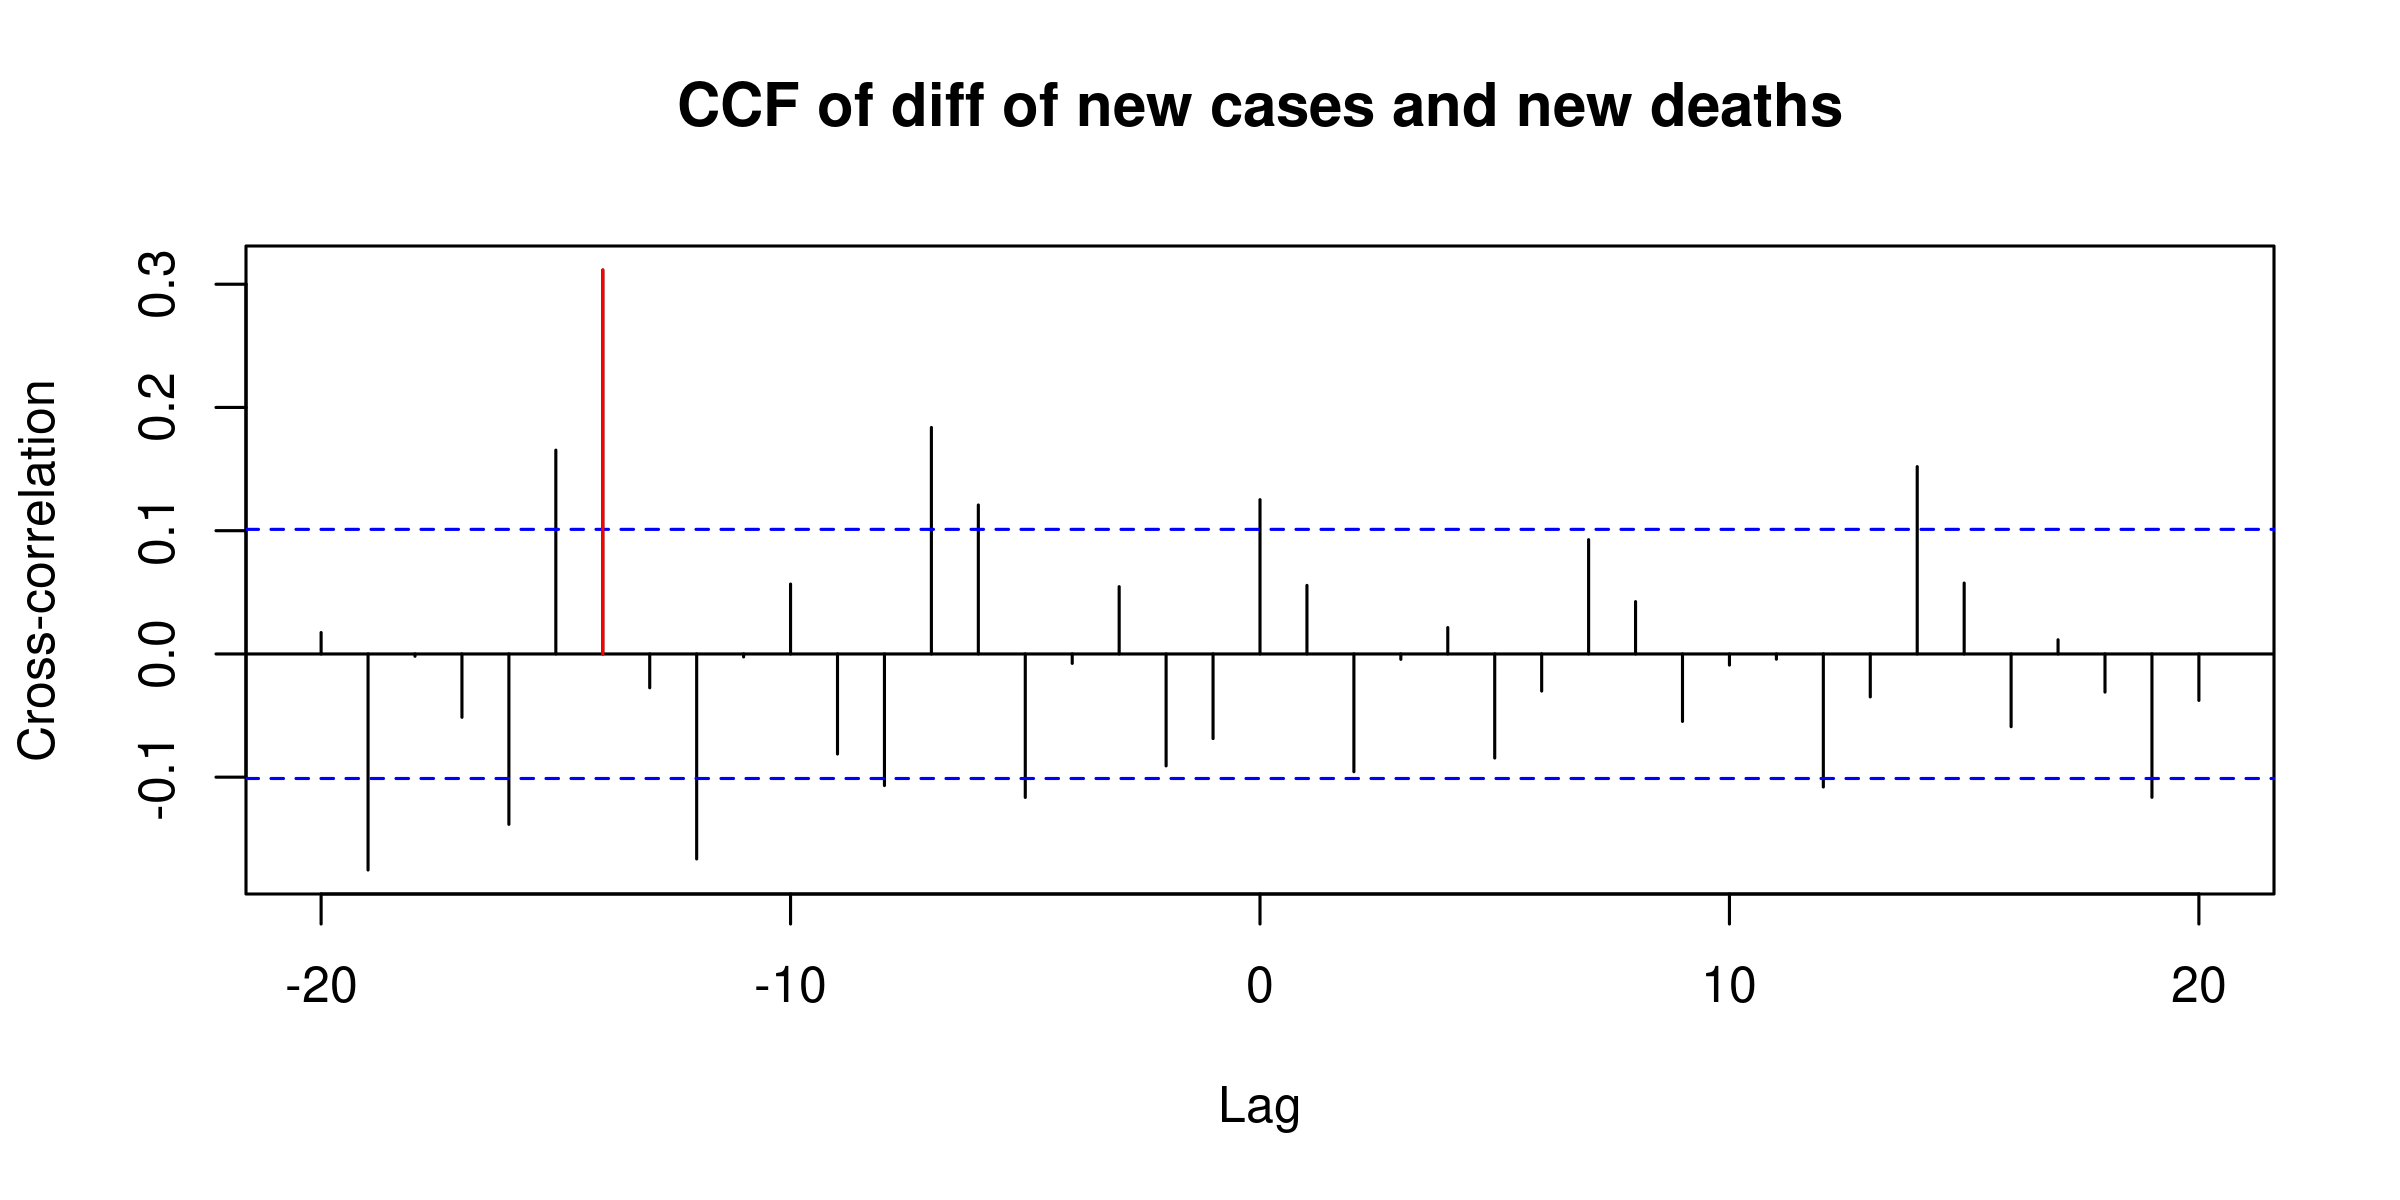 CCF of diff of new cases and new deaths
Cross-correlation
0.3
0.2
0.1
0.0
-0.1
-20 -10 0 10 20
Lag